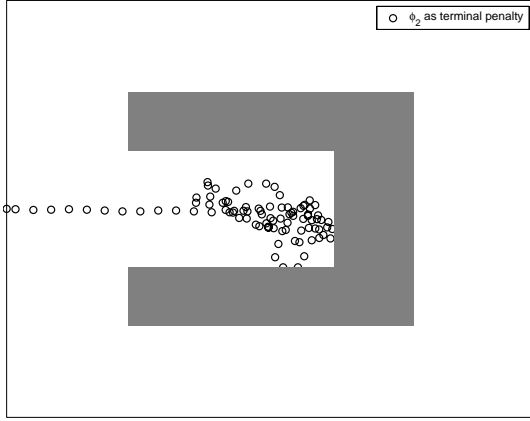 ϕ₂ as terminal penalty